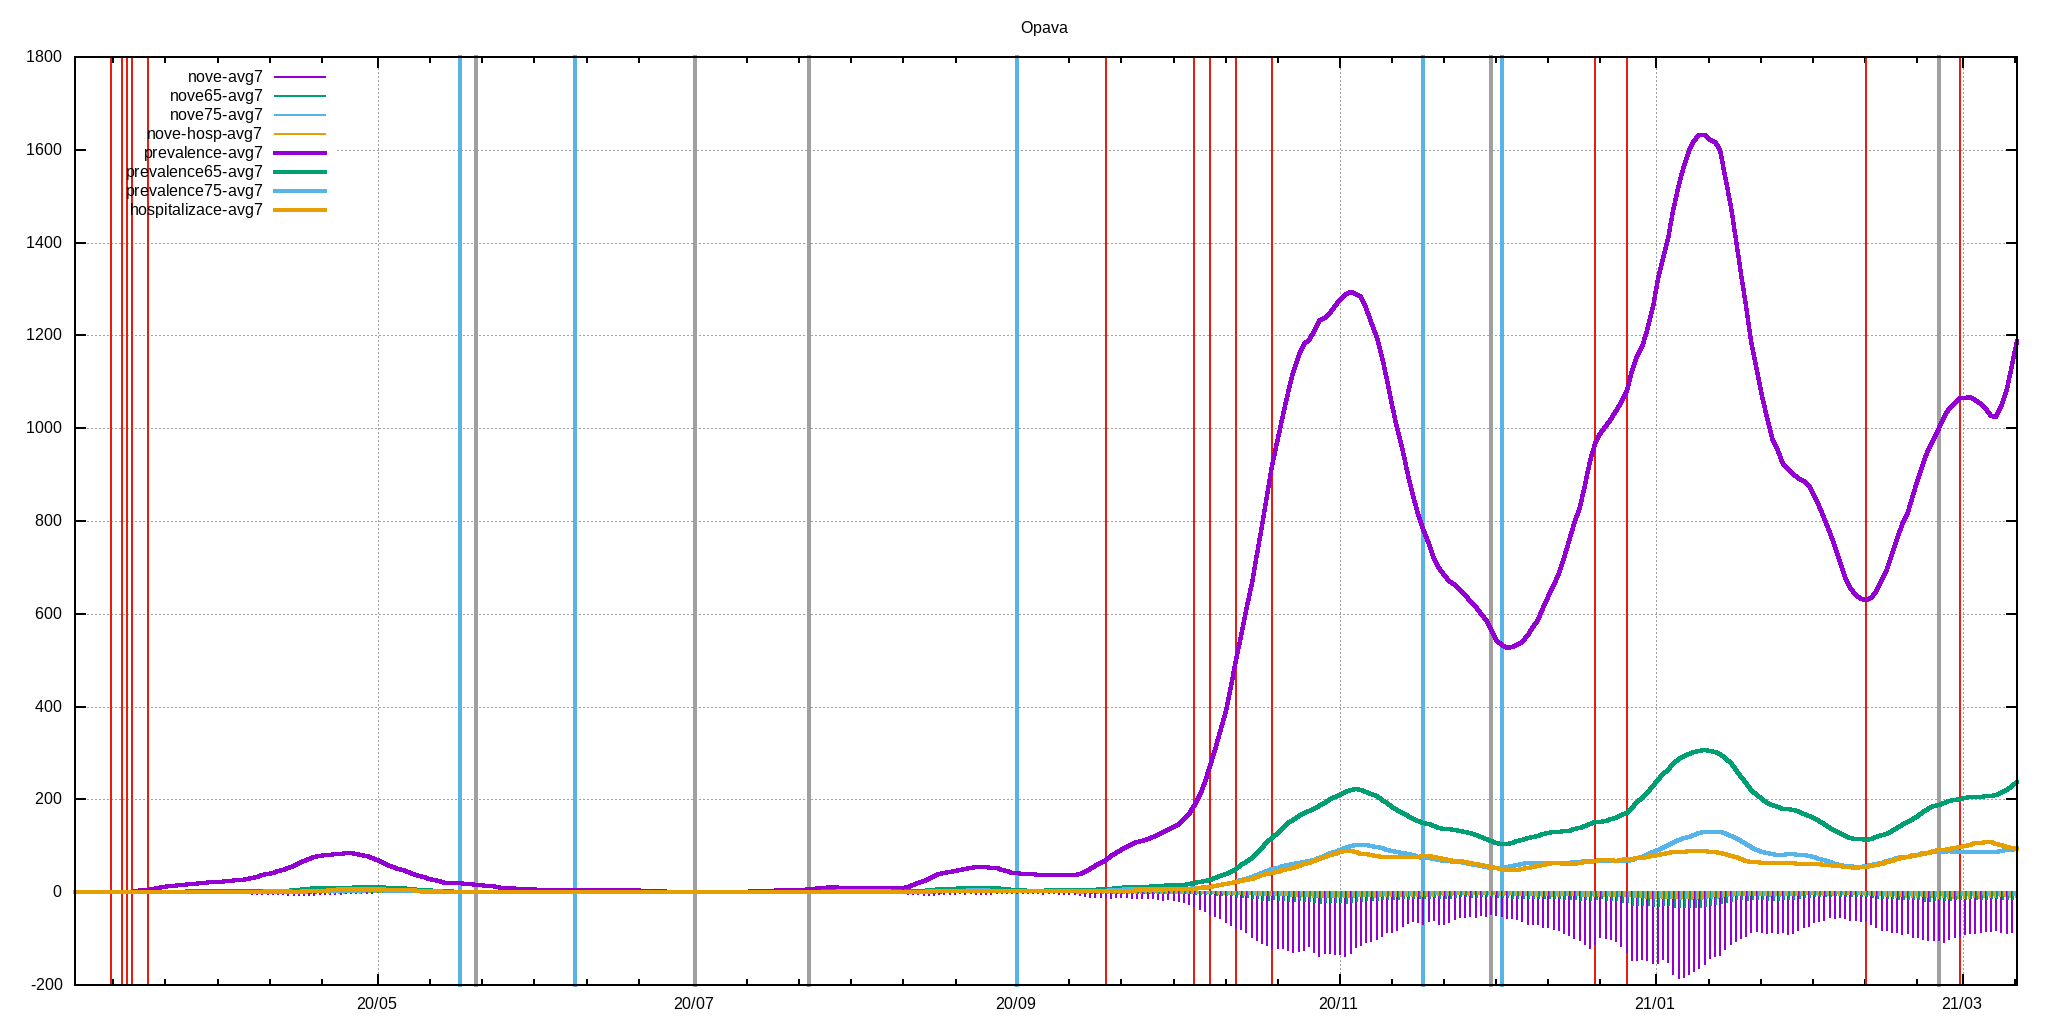 Opava
1800
1600
1400
1200
1000
800
600
400
200
0
-200
nove-avg7
nove65-avg7
nove75-avg7
nove-hosp-avg7
prevalence-avg7
prevalence65-avg7
prevalence75-avg7
hospitalizace-avg7
20/05 20/07 20/09 20/11 21/01 21/03